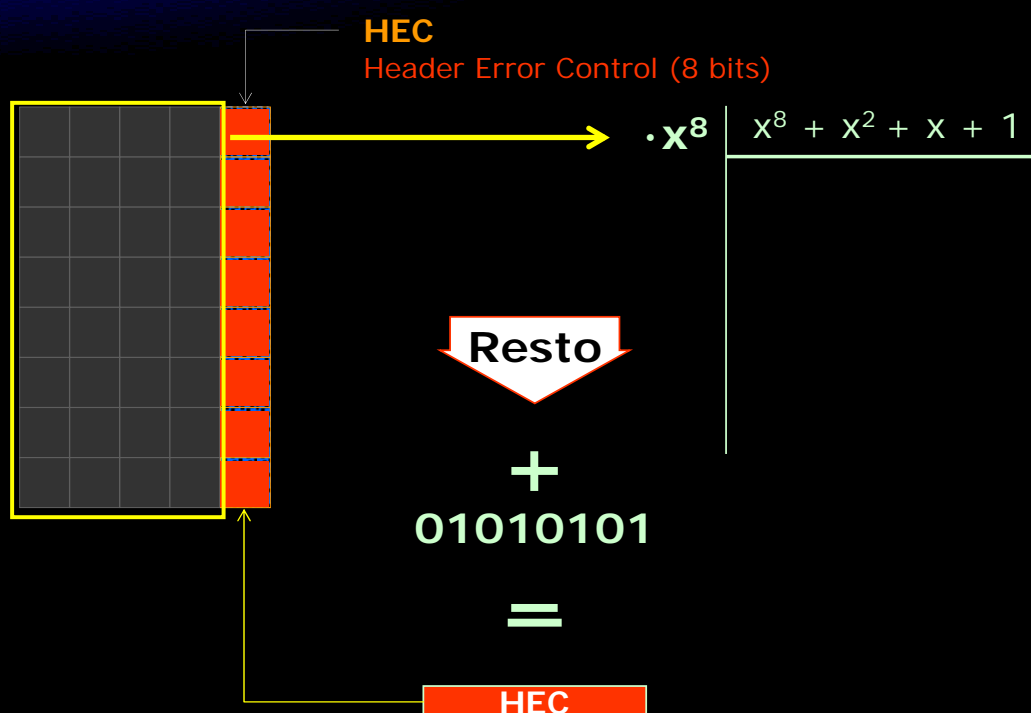 HEC
Header Error Control (8 bits)
·x⁸ x⁸ + x² + x + 1
Resto
+
01010101
=
HEC